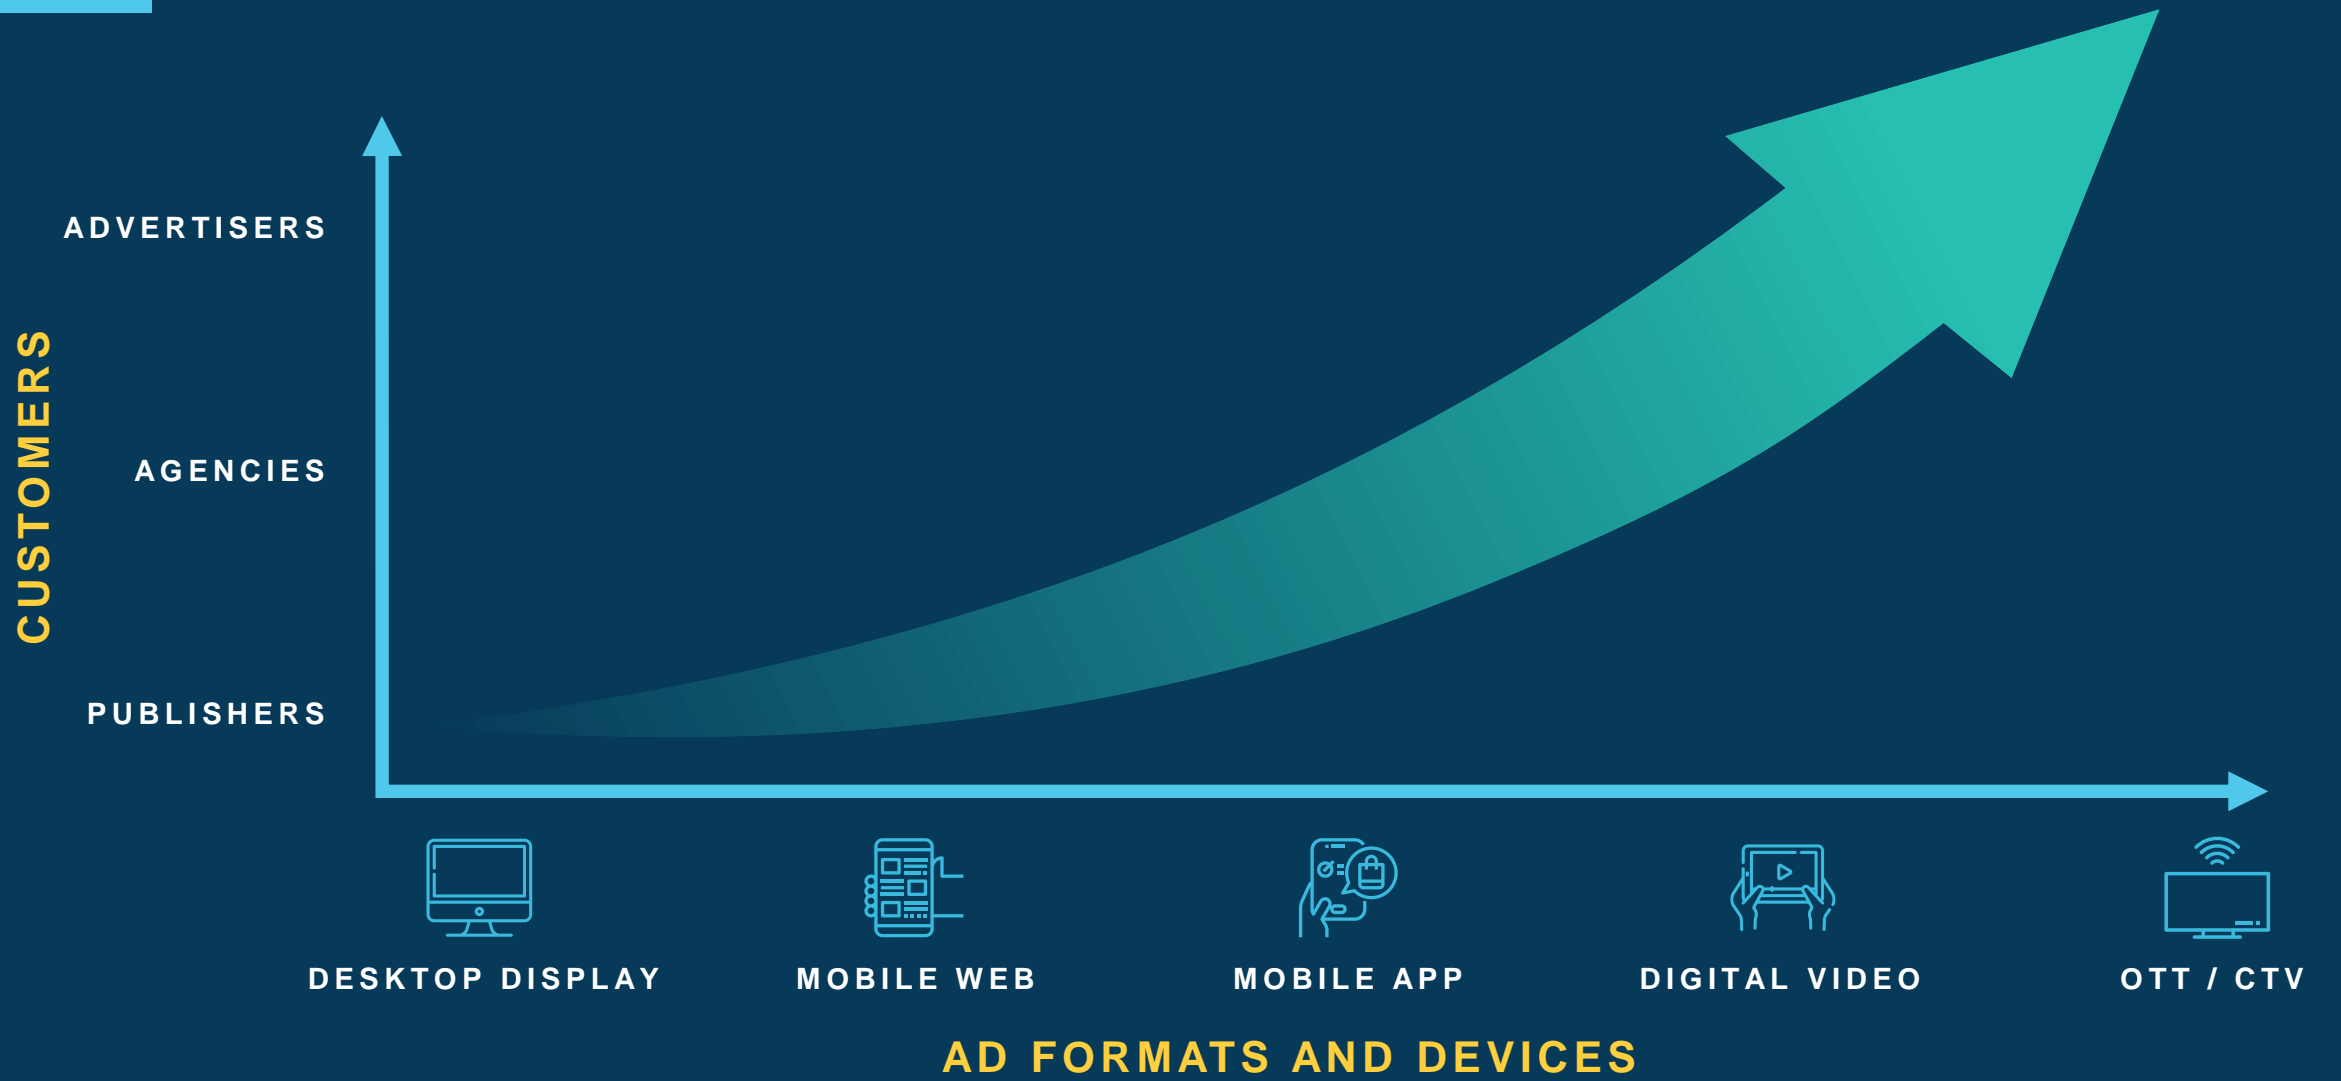 ADVERTISERS
CUSTOMERS
AGENCIES
PUBLISHERS
DESKTOP DISPLAY
MOBILE WEB
MOBILE APP
DIGITAL VIDEO
OTT / CTV
AD FORMATS AND DEVICES